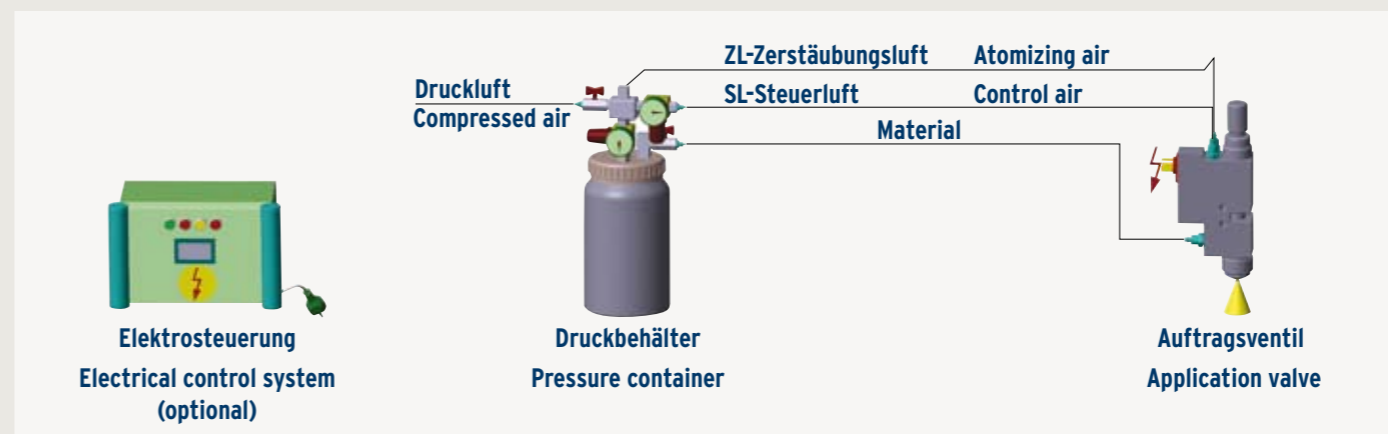 ZL-Zerstäubungsluft Atomizing air
Druckluft
Compressed air
SL-Steuerluft Control air
Material
Elektrosteuerung
Electrical control system
(optional)
Druckbehälter
Pressure container
Auftragsventil
Application valve